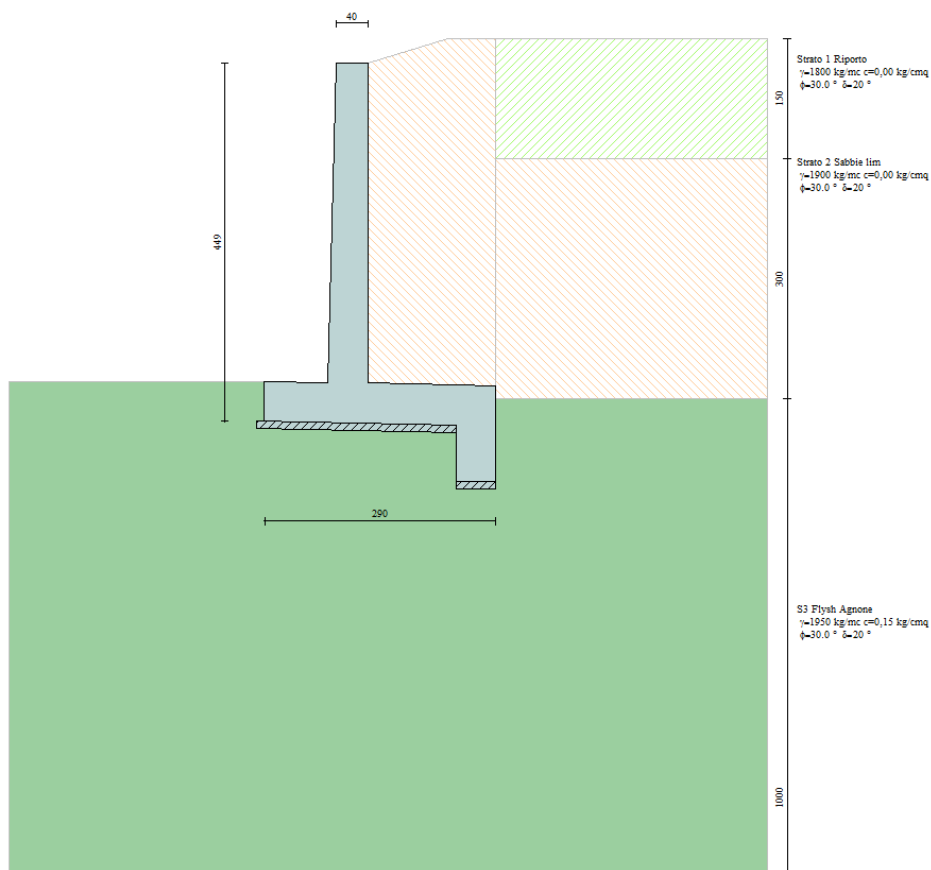 40
Strato 1 Riporto
γ=1800 kg/mc c=0,00 kg/cmq
ϕ=30.0 ° δ=20 °
150
Strato 2 Sabbie lim
γ=1900 kg/mc c=0,00 kg/cmq
ϕ=30.0 ° δ=20 °
449
300
290
S3 Flysh Agnone
γ=1950 kg/mc c=0,15 kg/cmq
ϕ=30.0 ° δ=20 °
1000